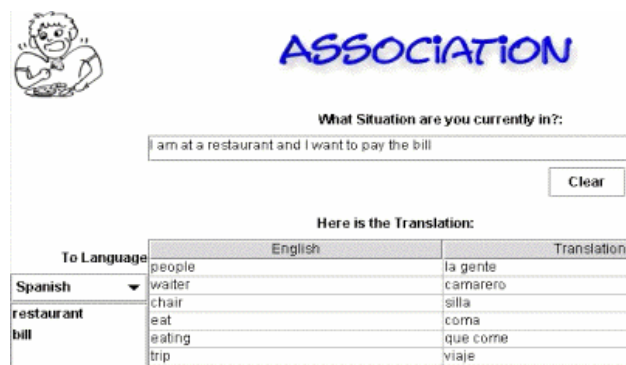 ASSOCIATION
What Situation are you currently in?:
I am at a restaurant and I want to pay the bill
Clear
Here is the Translation:
To Language
English Translation
people la gente
Spanish
waiter camarero
chair silla
restaurant
eat coma
bill
eating que come
trip viaje